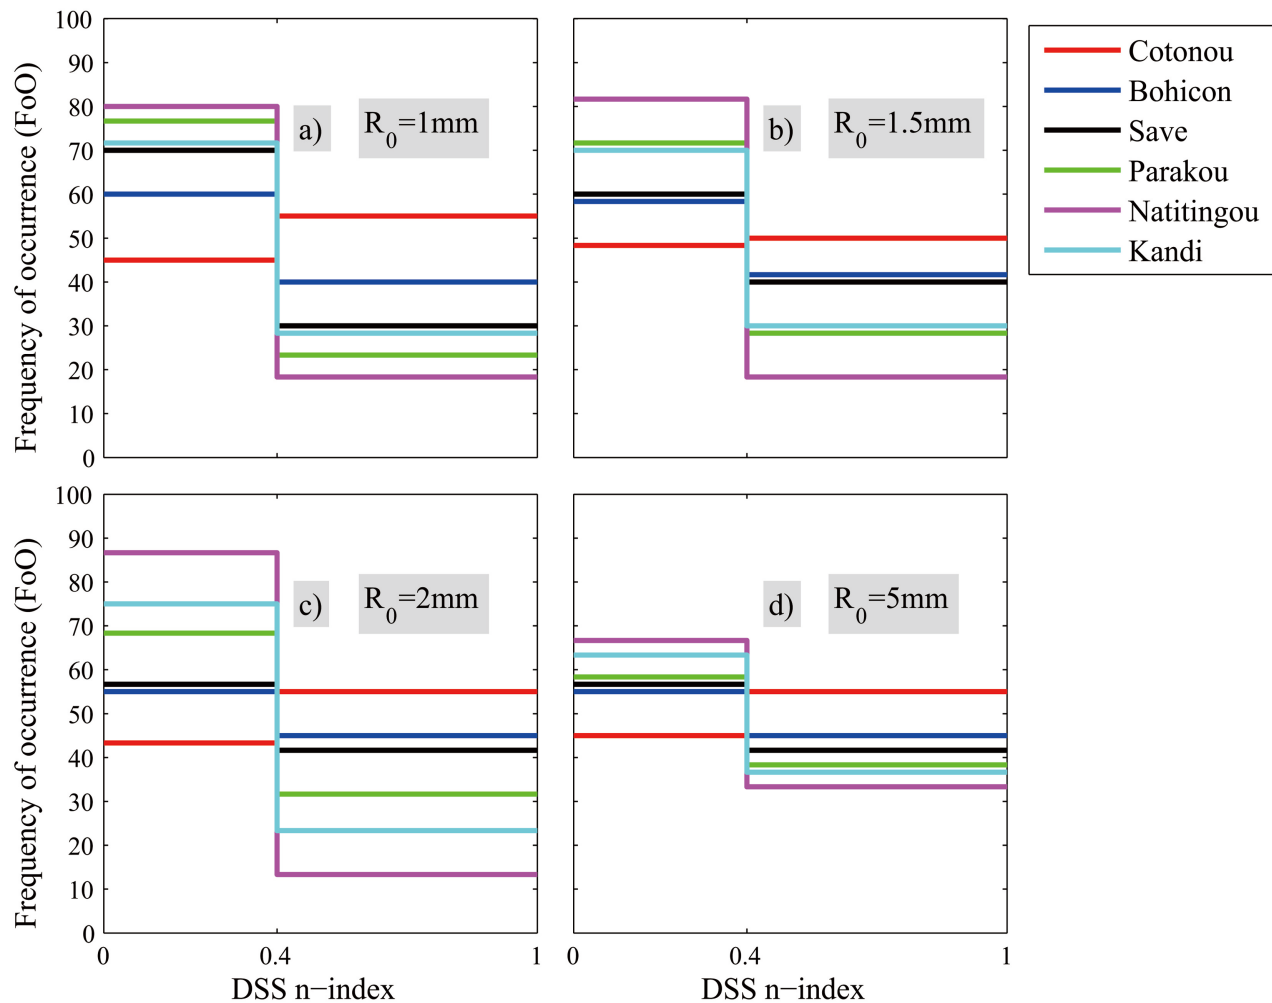 Frequency of occurrence (FoO)
100
90
80
70
60
50
40
30
20
10
0
a)
R0=1mm
b)
R0=1.5mm
Cotonou
Bohicon
Save
Parakou
Natitingou
Kandi
Frequency of occurrence (FoO)
100
90
80
70
60
50
40
30
20
10
0
c)
R0=2mm
d)
R0=5mm
0 0.4 1
DSS n−index
0 0.4 1
DSS n−index